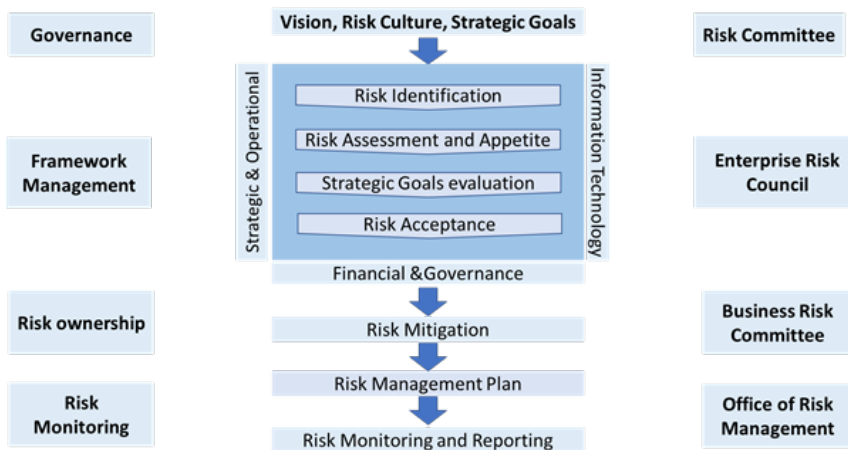 Governance
Vision, Risk Culture, Strategic Goals
Risk Committee
Strategic & Operational
Risk Identification
Risk Assessment and Appetite
Strategic Goals evaluation
Risk Acceptance
Information Technology
Framework
Management
Enterprise Risk
Council
Financial &Governance
Risk ownership
Risk Mitigation
Business Risk
Committee
Risk Management Plan
Risk
Monitoring
Office of Risk
Management
Risk Monitoring and Reporting